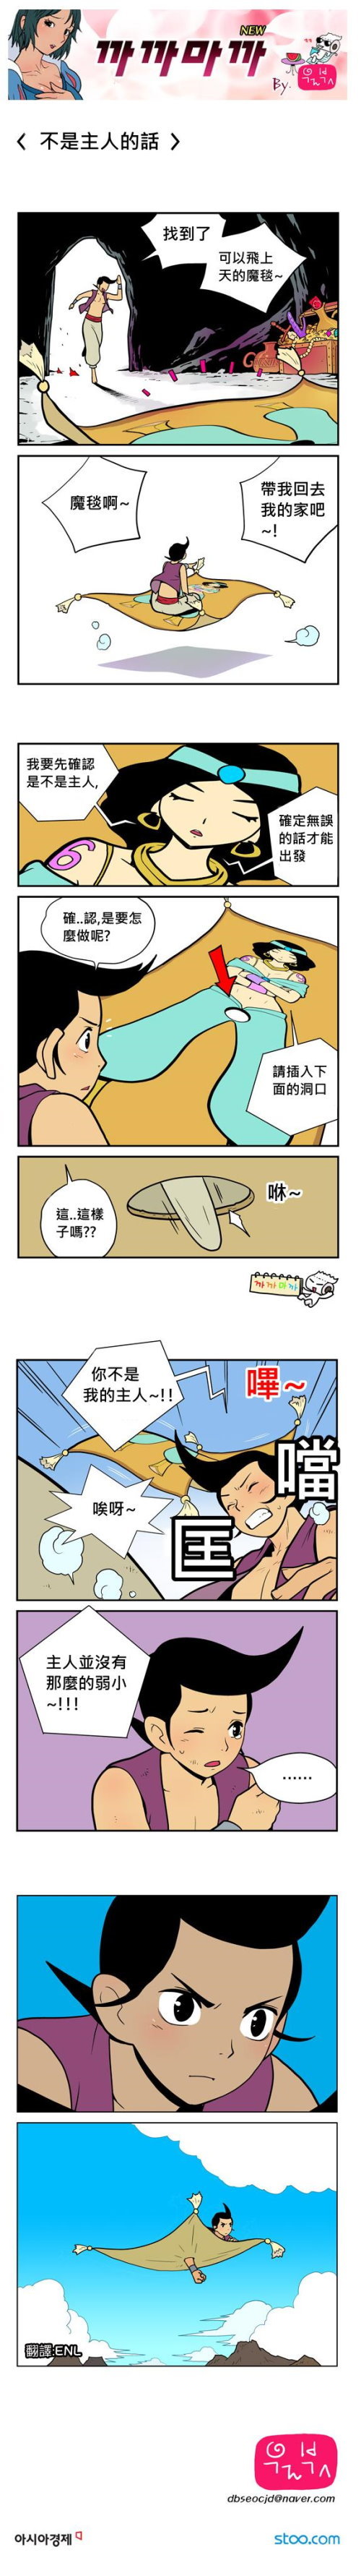 NEW
까까마까
By.
〈 不是主人的話 〉
找到了
可以飛上
天的魔毯~
魔毯啊~
帶我回去
我的家吧
~!
我要先確認
是不是主人,
確定無誤
的話才能
出發
確..認,是要怎
麼做呢?
請插入下
面的洞口
這..這樣
子嗎??
咻~
까까마까
你不是
我的主人~!!
嗶~
唉呀~
匡
噹
主人並沒有
那麼的弱小
~!!!
......
翻譯:ENL
dbseocjd@naver.com
아시아경제
stoo.com